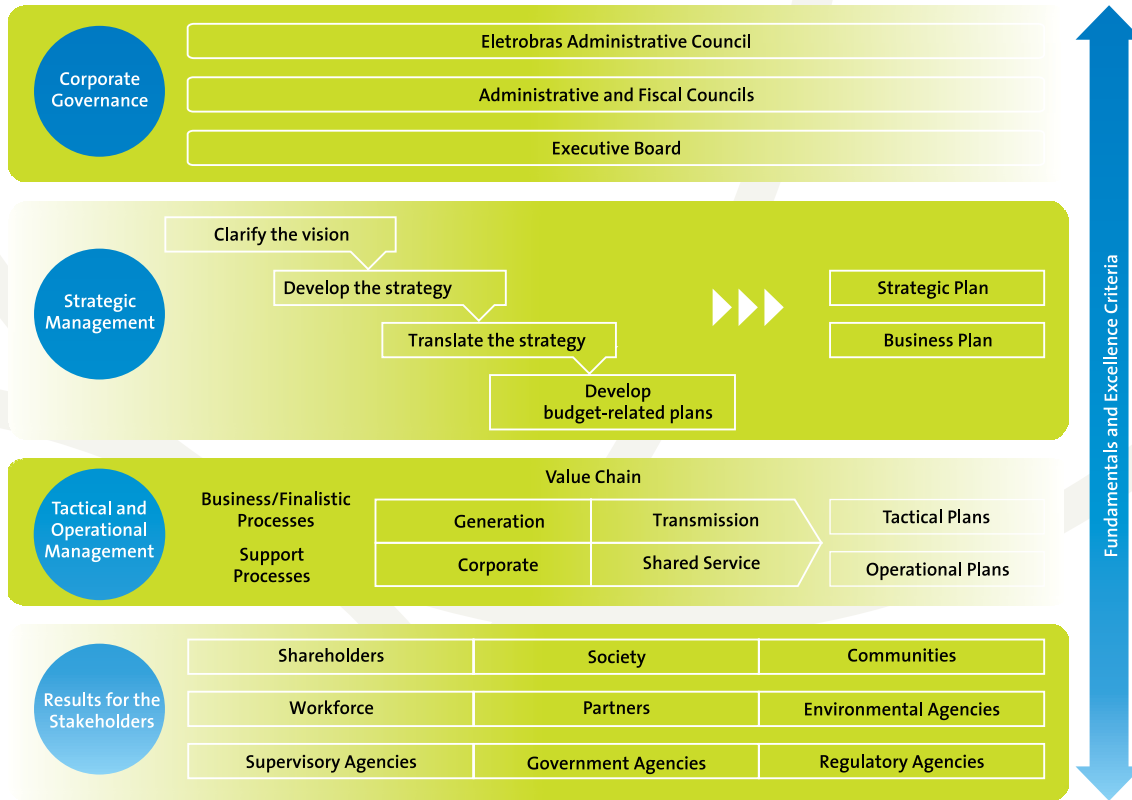 Corporate
Governance
Eletrobras Administrative Council
Administrative and Fiscal Councils
Executive Board
Strategic
Management
Clarify the vision
Develop the strategy
Translate the strategy
Develop
budget-related plans
Strategic Plan
Business Plan
Tactical and
Operational
Management
Value Chain
Business/Finalistic
Processes
Support
Processes
Generation
Transmission
Corporate
Shared Service
Tactical Plans
Operational Plans
Results for the
Stakeholders
Shareholders
Society
Communities
Workforce
Partners
Environmental Agencies
Supervisory Agencies
Government Agencies
Regulatory Agencies
Fundamentals and Excellence Criteria